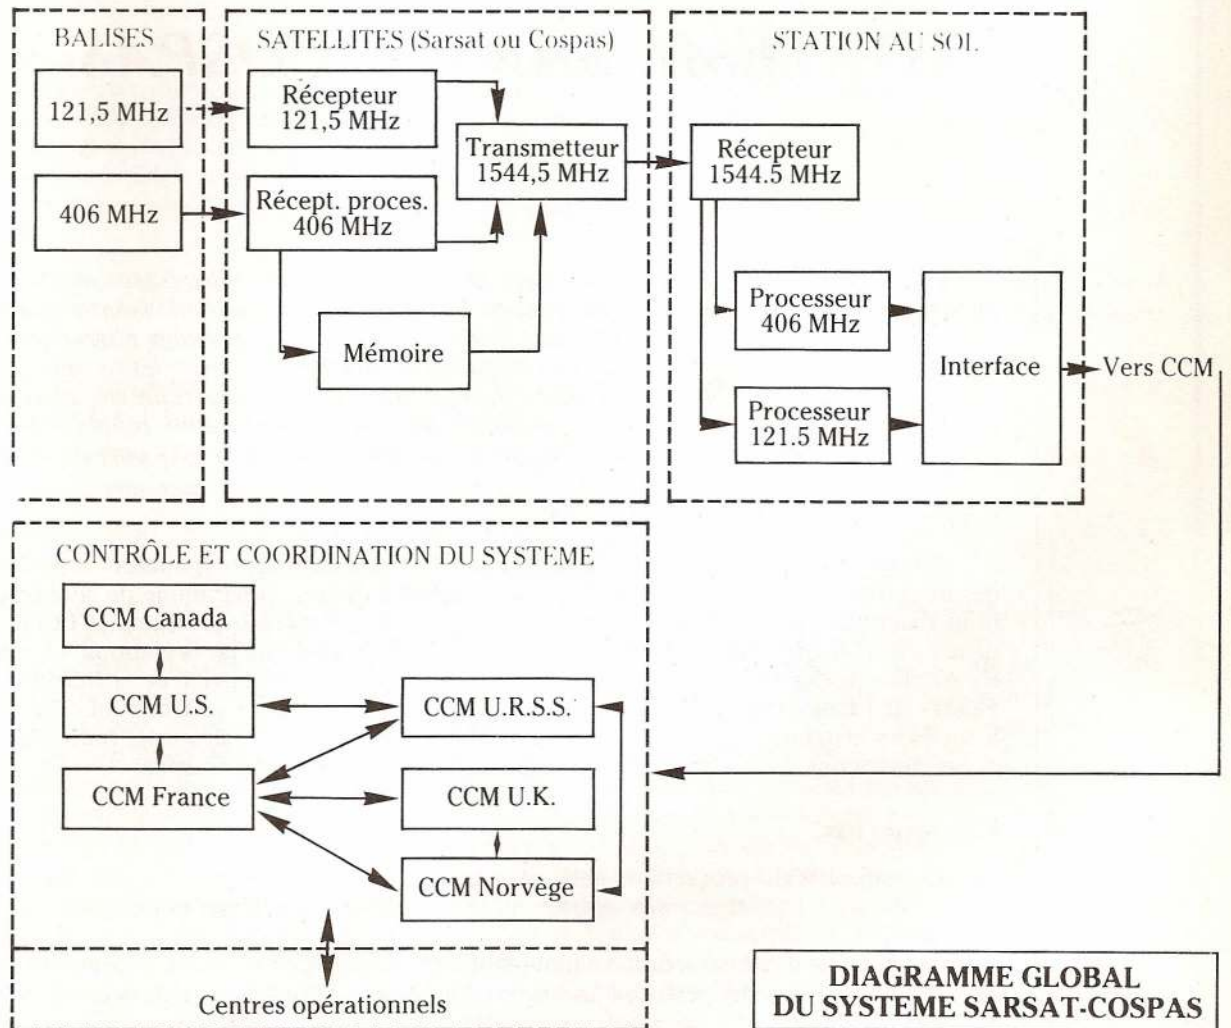 BALISES
121,5 MHz
406 MHz
SATELLITES (Sarsat ou Cospas)
Récepteur
121,5 MHz
Récept. proces.
406 MHz
Mémoire
Transmetteur
1544,5 MHz
STATION AU SOL
Récepteur
1544.5 MHz
Processeur
406 MHz
Processeur
121.5 MHz
Interface
Vers CCM
CONTRÔLE ET COORDINATION DU SYSTEME
CCM Canada
CCM U.S.
CCM U.R.S.S.
CCM France
CCM U.K.
CCM Norvège
Centres opérationnels
DIAGRAMME GLOBAL
DU SYSTEME SARSAT-COSPAS